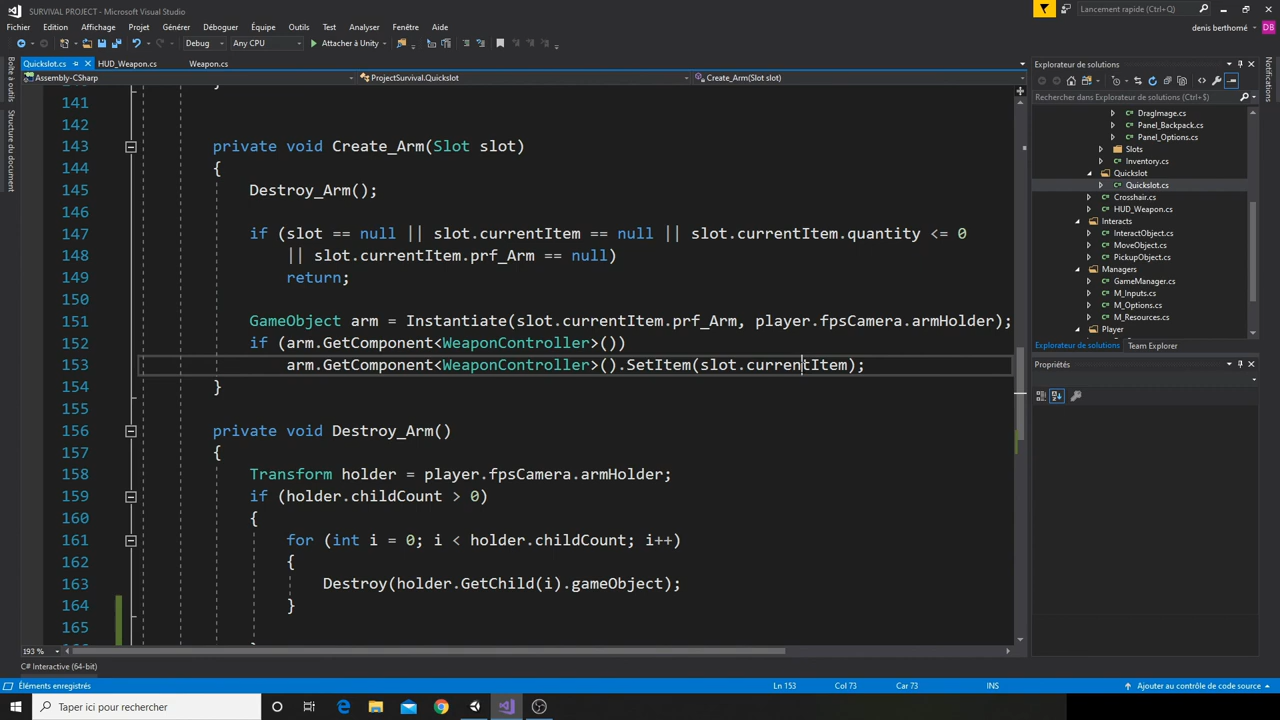 SURVIVAL PROJECT - Microsoft Visual Studio
Lancement rapide (Ctrl+Q)
Fichier Edition Affichage Projet Générer Déboguer Équipe Outils Test Analyser Fenêtre Aide
denis berthomé DB
Debug Any CPU Attacher à Unity
Quickslot.cs HUD_Weapon.cs Weapon.cs
Assembly-CSharp ProjectSurvival.Quickslot Create_Arm(Slot slot)
Boîte à outils
Structure du document
141
142
143 private void Create_Arm(Slot slot)
144 {
145 Destroy_Arm();
146
147 if (slot == null || slot.currentItem == null || slot.currentItem.quantity <= 0
148 || slot.currentItem.prf_Arm == null)
149 return;
150
151 GameObject arm = Instantiate(slot.currentItem.prf_Arm, player.fpsCamera.armHolder);
152 if (arm.GetComponent<WeaponController>())
153 arm.GetComponent<WeaponController>().SetItem(slot.currentItem);
154 }
155
156 private void Destroy_Arm()
157 {
158 Transform holder = player.fpsCamera.armHolder;
159 if (holder.childCount > 0)
160 {
161 for (int i = 0; i < holder.childCount; i++)
162 {
163 Destroy(holder.GetChild(i).gameObject);
164 }
165
193 %
C# Interactive (64-bit)
Explorateur de solutions
Rechercher dans Explorateur de solutions (Ctrl+$)
DragImage.cs
Panel_Backpack.cs
Panel_Options.cs
Slots
Inventory.cs
Quickslot
Quickslot.cs
Crosshair.cs
HUD_Weapon.cs
Interacts
InteractObject.cs
MoveObject.cs
PickupObject.cs
Managers
GameManager.cs
M_Inputs.cs
M_Options.cs
M_Resources.cs
Player
Explorateur de solutions Team Explorer
Propriétés
Notifications
Éléments enregistrés Ln 153 Col 73 Car 73 INS Ajouter au contrôle de code source
Taper ici pour rechercher